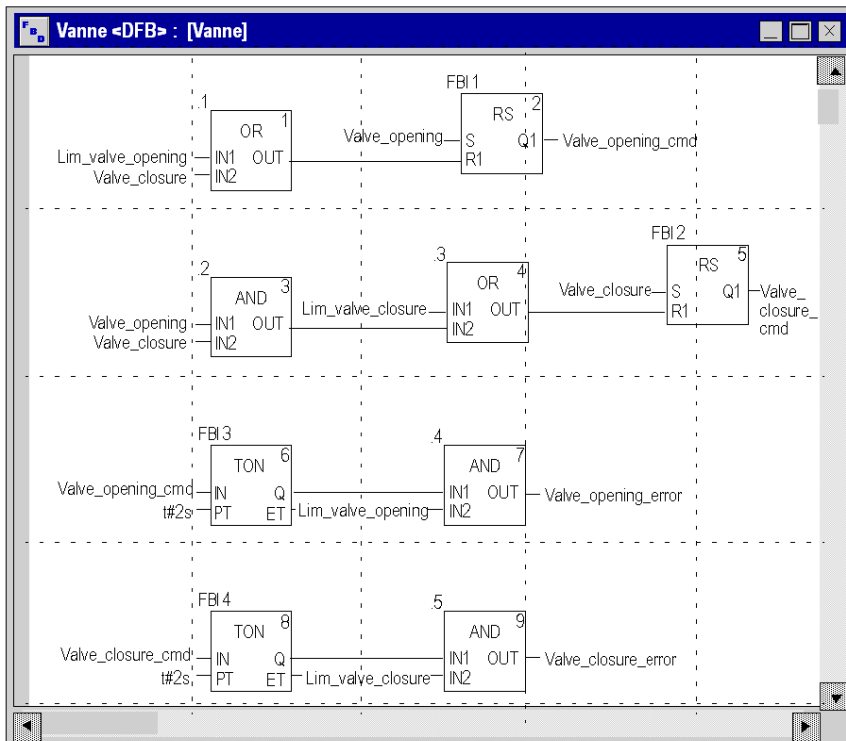 FBD Vanne <DFB> : [Vanne]
.1
OR 1
Lim_valve_opening IN1 OUT
Valve_closure IN2
FBI 1
RS 2
Valve_opening S Q1 Valve_opening_cmd
R1
.2
AND 3
Valve_opening IN1 OUT
Valve_closure IN2
.3
OR 4
Lim_valve_closure IN1 OUT
IN2
FBI 2
RS 5
Valve_closure S Q1 Valve_
closure_
cmd
R1
FBI 3
TON 6
Valve_opening_cmd IN Q
t#2s PT ET
.4
AND 7
IN1 OUT Valve_opening_error
Lim_valve_opening IN2
FBI 4
TON 8
Valve_closure_cmd IN Q
t#2s PT ET
.5
AND 9
IN1 OUT Valve_closure_error
Lim_valve_closure IN2